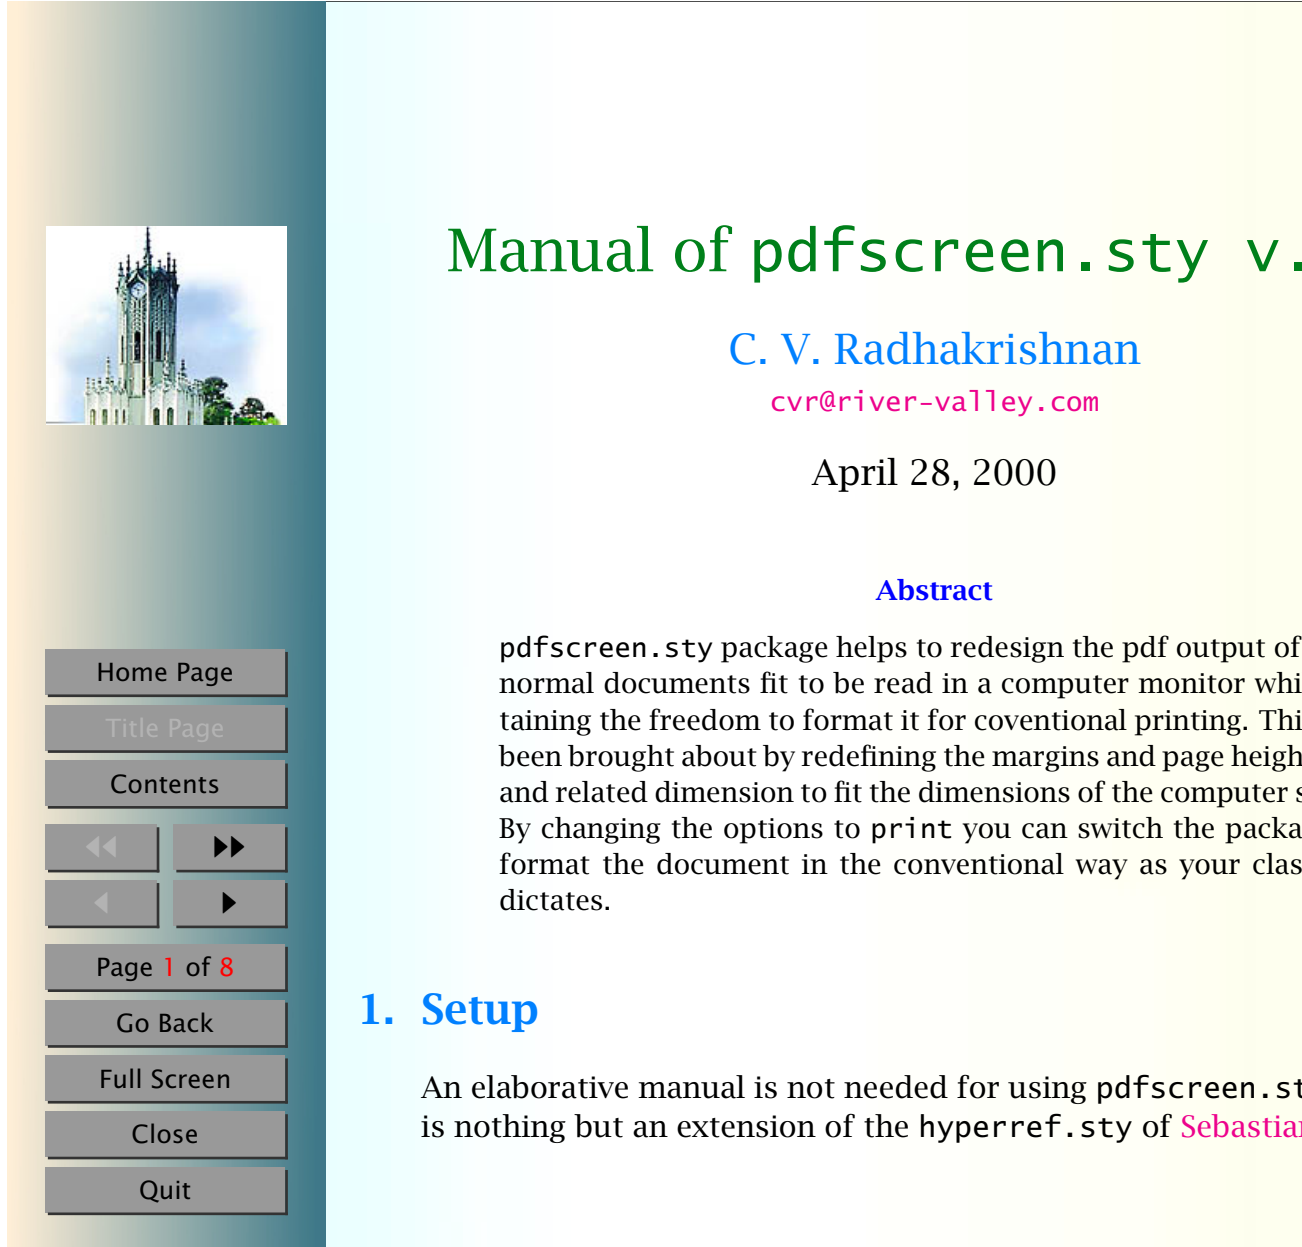 Manual of pdfscreen.sty v.
C. V. Radhakrishnan
cvr@river-valley.com
April 28, 2000
Abstract
pdfscreen.sty package helps to redesign the pdf output of
normal documents fit to be read in a computer monitor whi
taining the freedom to format it for coventional printing. Thi
been brought about by redefining the margins and page heigh
and related dimension to fit the dimensions of the computer s
By changing the options to print you can switch the packa
format the document in the conventional way as your clas
dictates.
1. Setup
An elaborative manual is not needed for using pdfscreen.st
is nothing but an extension of the hyperref.sty of Sebastian
Home Page
Title Page
Contents
Page 1 of 8
Go Back
Full Screen
Close
Quit